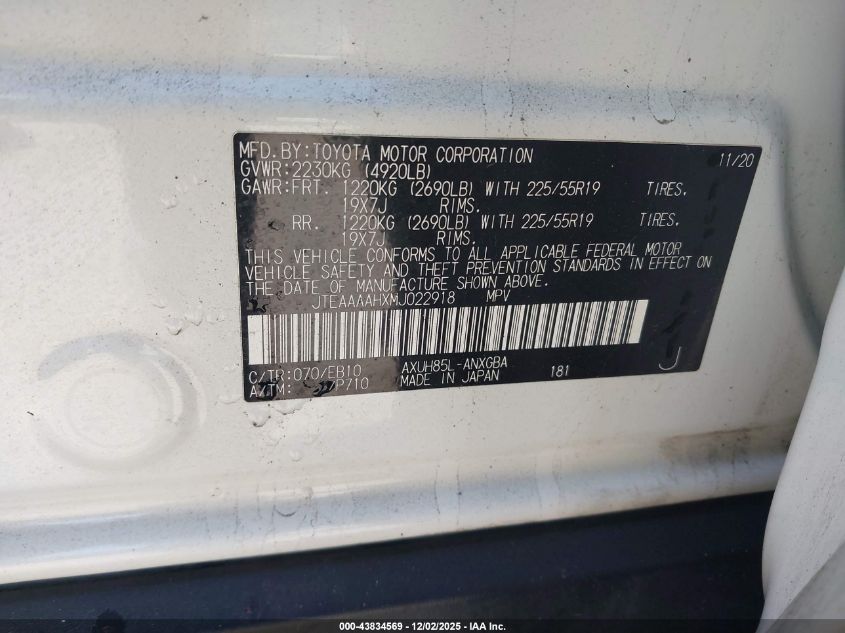 MFD.BY:TOYOTA MOTOR CORPORATION 11/20
GVWR:2230KG (4920LB)
GAWR:FRT. 1220KG (2690LB) WITH 225/55R19 TIRES.
19X7J RIMS.
RR. 1220KG (2690LB) WITH 225/55R19 TIRES.
19X7J RIMS.
THIS VEHICLE CONFORMS TO ALL APPLICABLE FEDERAL MOTOR
VEHICLE SAFETY AND THEFT PREVENTION STANDARDS IN EFFECT ON
THE DATE OF MANUFACTURE SHOWN ABOVE.
JTEAAAAHXMJ022918 MPV
C/TR:070/EB10 AXUH85L-ANXGBA 181 J
A/TM: P710 MADE IN JAPAN
000-43834569 - 12/02/2025 - IAA Inc.